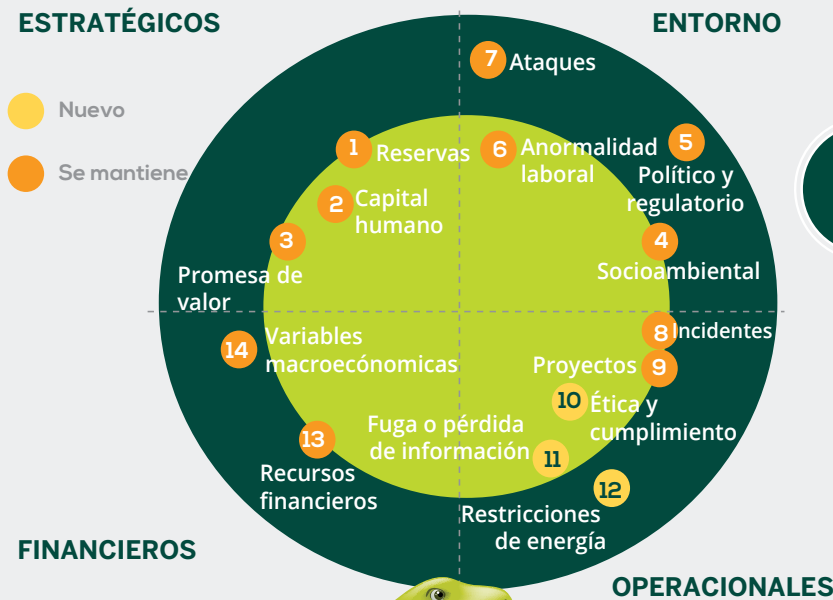 ESTRATÉGICOS
ENTORNO
Nuevo
Se mantiene
7 Ataques
1 Reservas
6 Anormalidad
laboral
5
Político y
regulatorio
2 Capital
humano
3
Promesa de
valor
4
Socioambiental
14 Variables
macroecónomicas
8 Incidentes
Proyectos 9
10 Ética y
cumplimiento
Fuga o pérdida
de información 11
13
Recursos
financieros
12
Restricciones
de energía
FINANCIEROS
OPERACIONALES